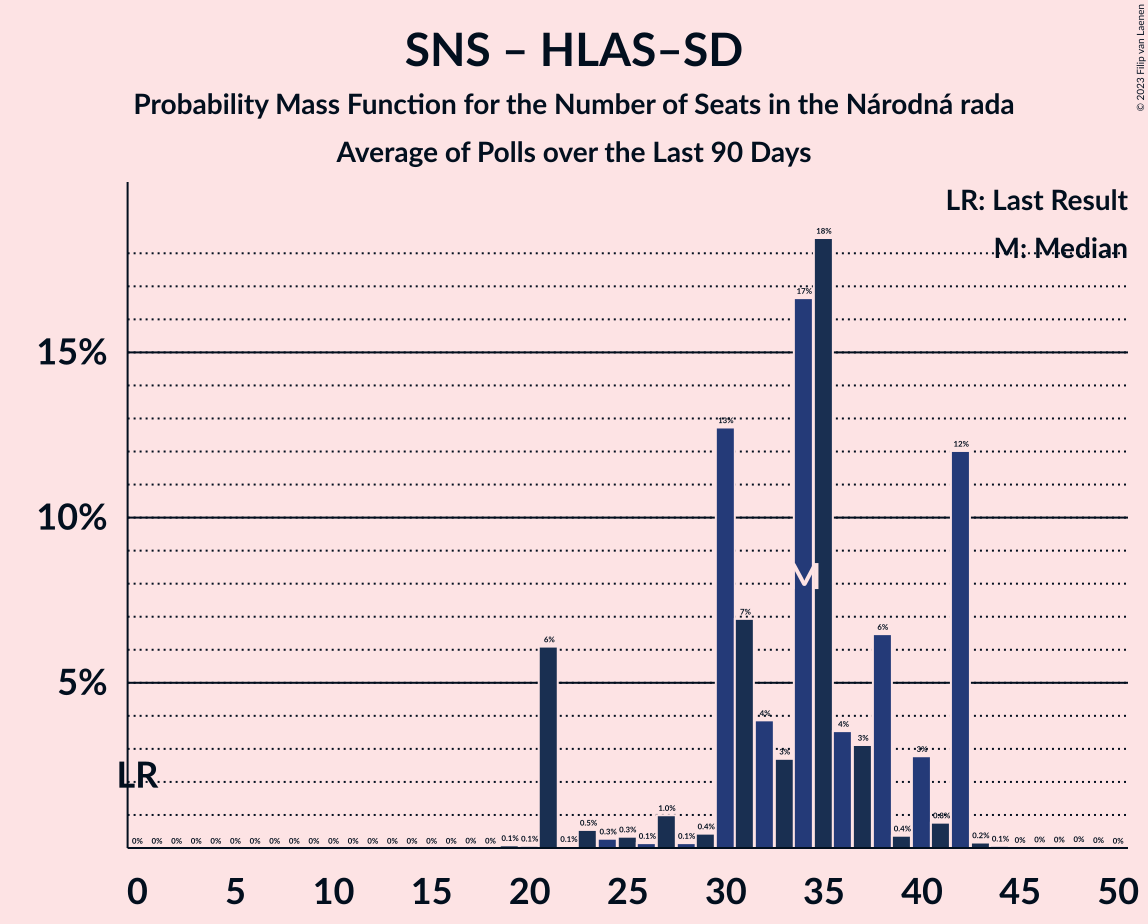 SNS – HLAS–SD
Probability Mass Function for the Number of Seats in the Národná rada
Average of Polls over the Last 90 Days
© 2023 Filip van Laenen
LR: Last Result
M: Median
15%
10%
5%
LR
M
0% 0% 0% 0% 0% 0% 0% 0% 0% 0% 0% 0% 0% 0% 0% 0% 0% 0% 0% 0.1% 0.1% 6% 0.1% 0.5% 0.3% 0.3% 0.1% 1.0% 0.1% 0.4% 13% 7% 4% 3% 17% 18% 4% 3% 6% 0.4% 3% 0.8% 12% 0.2% 0.1% 0% 0% 0% 0% 0% 0%
0 5 10 15 20 25 30 35 40 45 50